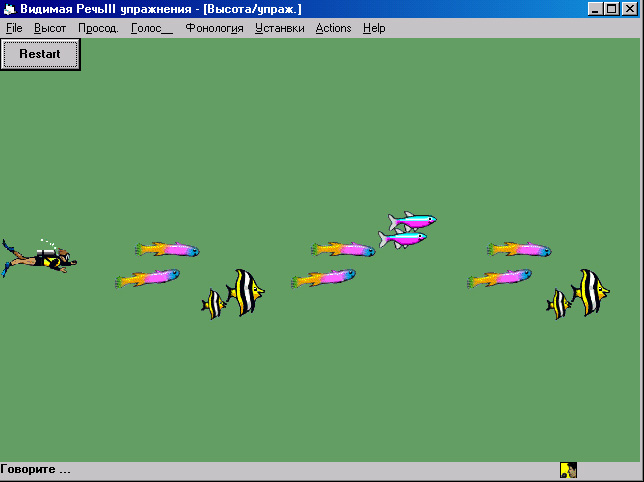 Видимая РечьIII упражнения - [Высота/упраж.]
File Высот Просод. Голос__ Фонология Установки Actions Help
Restart
Говорите ...